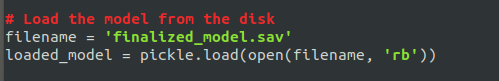 # Load the model from the disk
filename = 'finalized_model.sav'
loaded_model = pickle.load(open(filename, 'rb'))